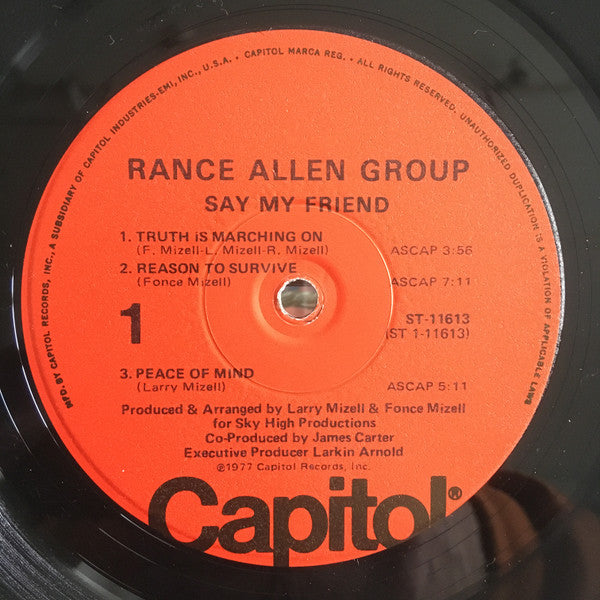 MFD. BY CAPITOL RECORDS, INC., A SUBSIDIARY OF CAPITOL INDUSTRIES-EMI, INC., U.S.A. • CAPITOL MARCA REG. • ALL RIGHTS RESERVED. UNAUTHORIZED DUPLICATION IS A VIOLATION OF APPLICABLE LAWS
RANCE ALLEN GROUP
SAY MY FRIEND
1. TRUTH iS MARCHING ON
(F. Mizell-L. Mizell-R. Mizell) ASCAP 3:56
2. REASON TO SURVIVE
(Fonce Mizell) ASCAP 7:11
1 ST-11613
(ST 1-11613)
3. PEACE OF MIND
(Larry Mizell) ASCAP 5:11
Produced & Arranged by Larry Mizell & Fonce Mizell
for Sky High Productions
Co-Produced by James Carter
Executive Producer Larkin Arnold
℗1977 Capitol Records, Inc.
Capitol®